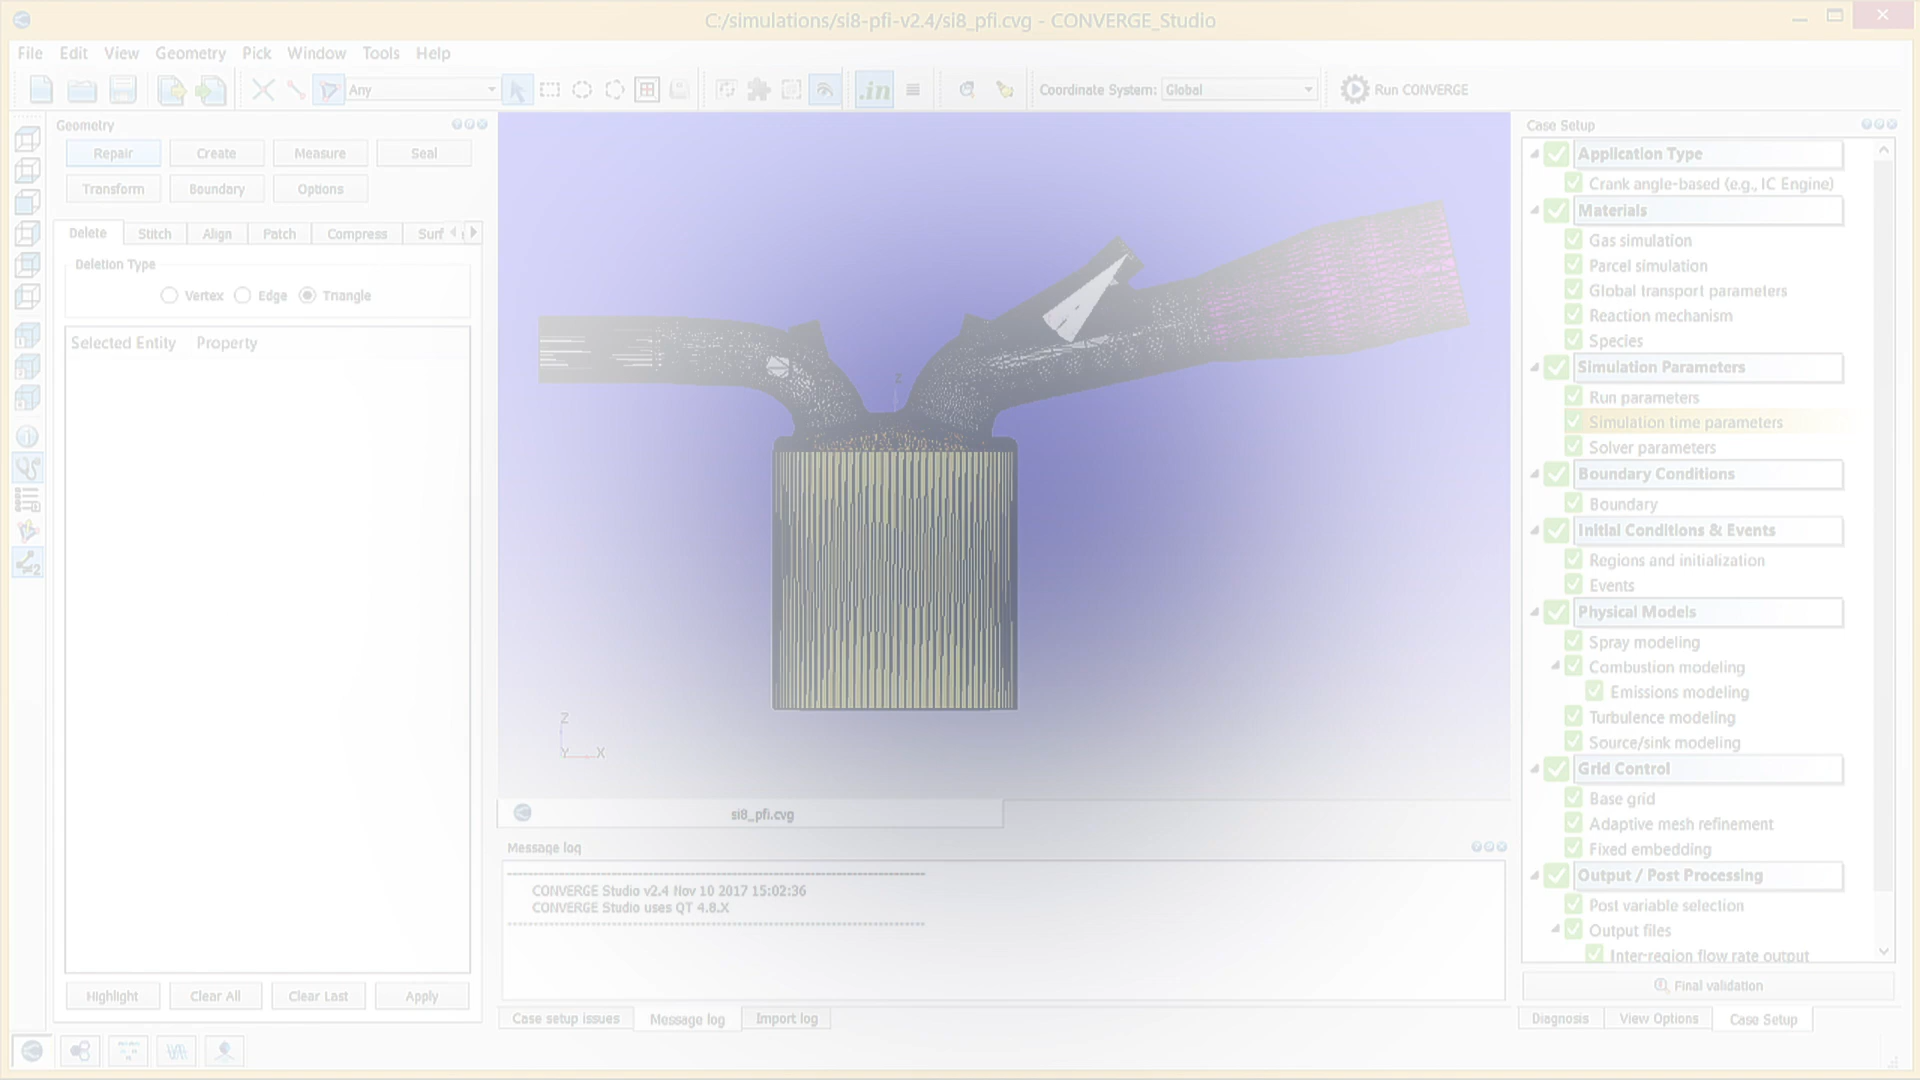 C:/simulations/si8-pfi-v2.4/si8_pfi.cvg - CONVERGE_Studio
File Edit View Geometry Pick Window Tools Help
Any
.in
Coordinate System: Global
Run CONVERGE
Geometry
Repair Create Measure Seal
Transform Boundary Options
Delete Stitch Align Patch Compress Surf
Deletion Type
Vertex Edge Triangle
Selected Entity Property
Highlight Clear All Clear Last Apply
Z
Z
Y X
si8_pfi.cvg
Message log
CONVERGE Studio v2.4 Nov 10 2017 15:02:36
CONVERGE Studio uses QT 4.8.X
Case setup issues Message log Import log
Case Setup
Application Type
Crank angle-based (e.g., IC Engine)
Materials
Gas simulation
Parcel simulation
Global transport parameters
Reaction mechanism
Species
Simulation Parameters
Run parameters
Simulation time parameters
Solver parameters
Boundary Conditions
Boundary
Initial Conditions & Events
Regions and initialization
Events
Physical Models
Spray modeling
Combustion modeling
Emissions modeling
Turbulence modeling
Source/sink modeling
Grid Control
Base grid
Adaptive mesh refinement
Fixed embedding
Output / Post Processing
Post variable selection
Output files
Inter-region flow rate output
Final validation
Diagnosis View Options Case Setup